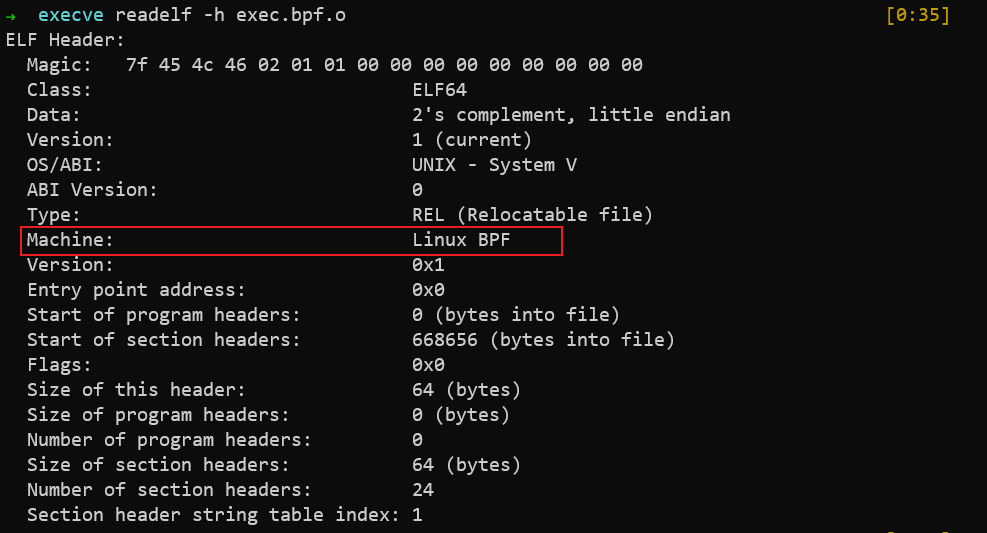 → execve readelf -h exec.bpf.o [0:35]
ELF Header:
Magic: 7f 45 4c 46 02 01 01 00 00 00 00 00 00 00 00 00
Class: ELF64
Data: 2's complement, little endian
Version: 1 (current)
OS/ABI: UNIX - System V
ABI Version: 0
Type: REL (Relocatable file)
Machine: Linux BPF
Version: 0x1
Entry point address: 0x0
Start of program headers: 0 (bytes into file)
Start of section headers: 668656 (bytes into file)
Flags: 0x0
Size of this header: 64 (bytes)
Size of program headers: 0 (bytes)
Number of program headers: 0
Size of section headers: 64 (bytes)
Number of section headers: 24
Section header string table index: 1